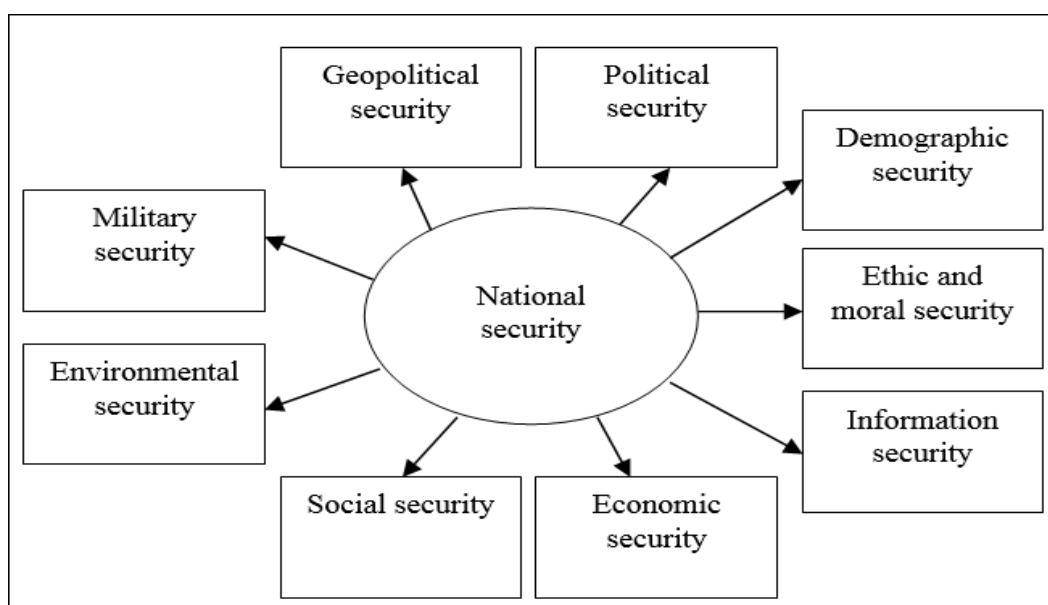 Geopolitical
security
Political
security
Demographic
security
Military
security
Ethic and
moral security
National
security
Environmental
security
Information
security
Social security
Economic
security